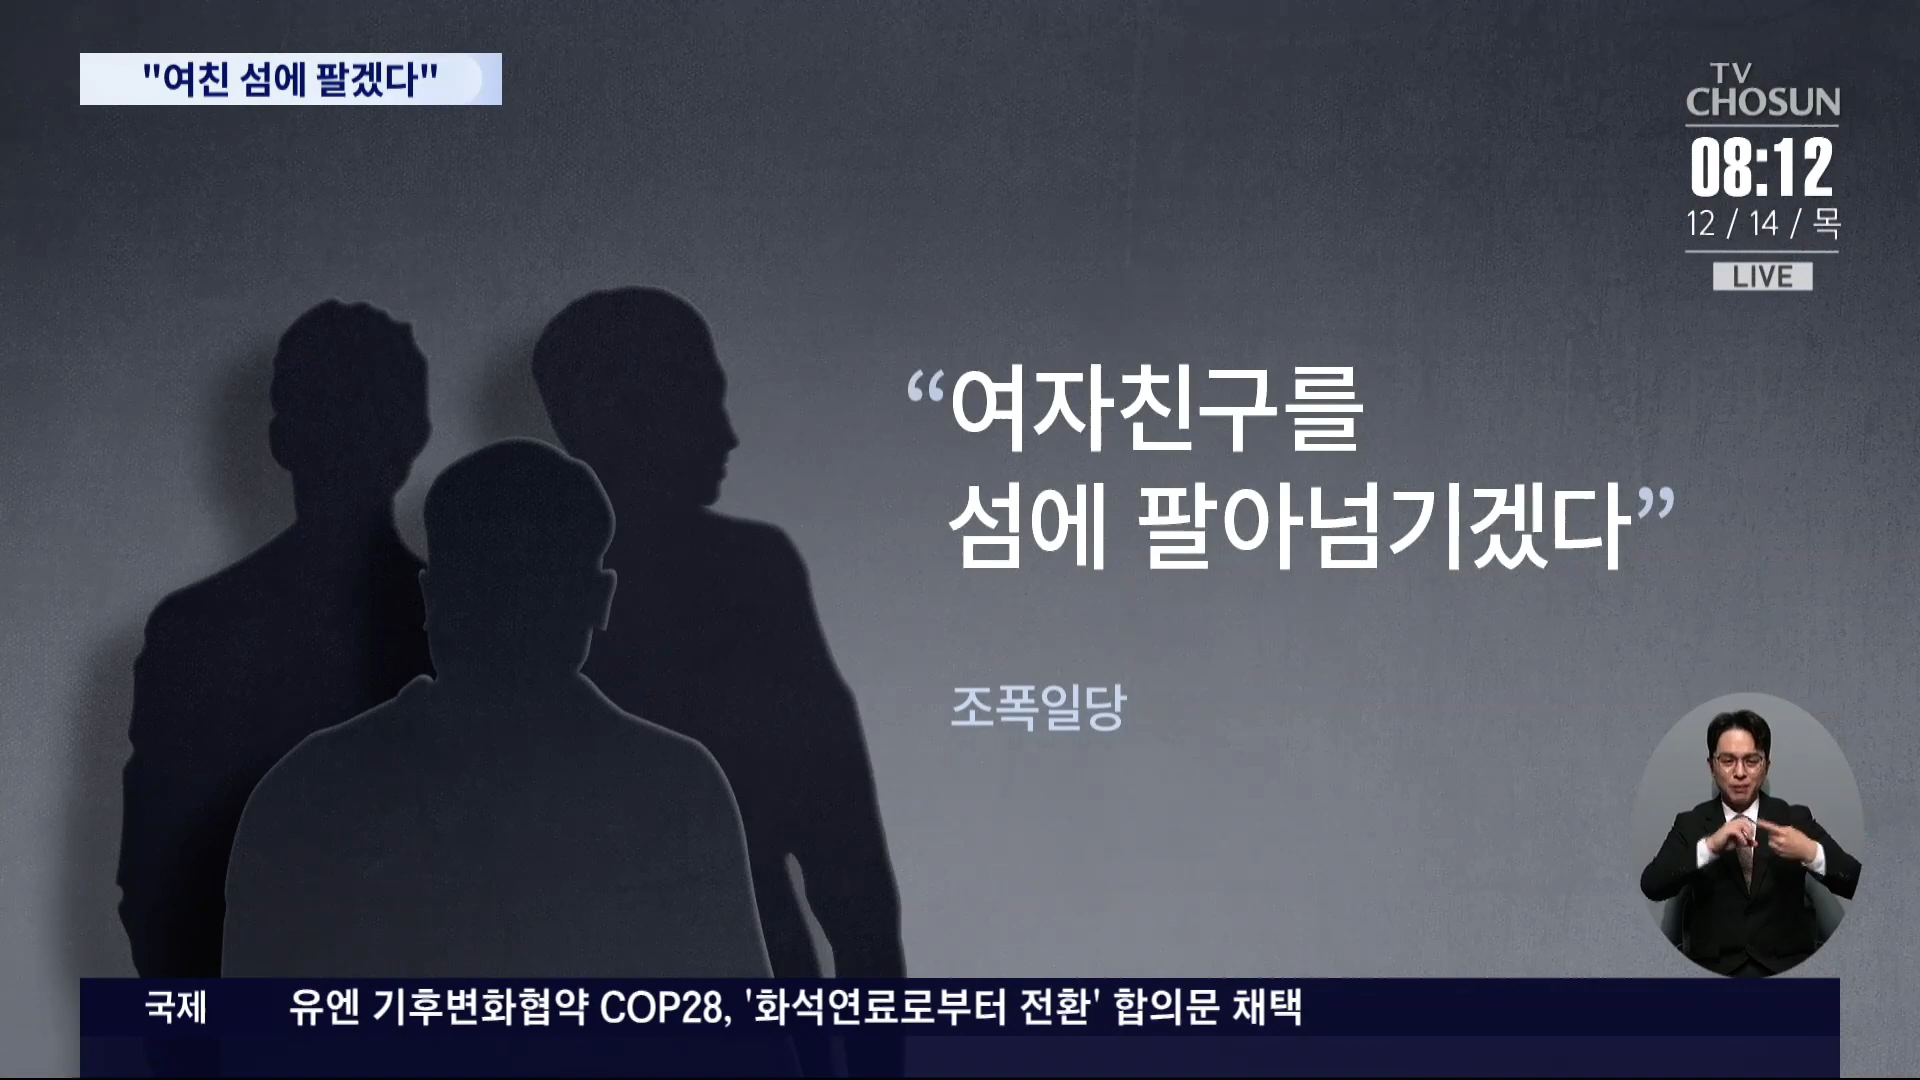 "여친 섬에 팔겠다"
TV
CHOSUN
08:12
12 / 14 / 목
LIVE
“여자친구를
섬에 팔아넘기겠다”
조폭일당
국제 유엔 기후변화협약 COP28, '화석연료로부터 전환' 합의문 채택